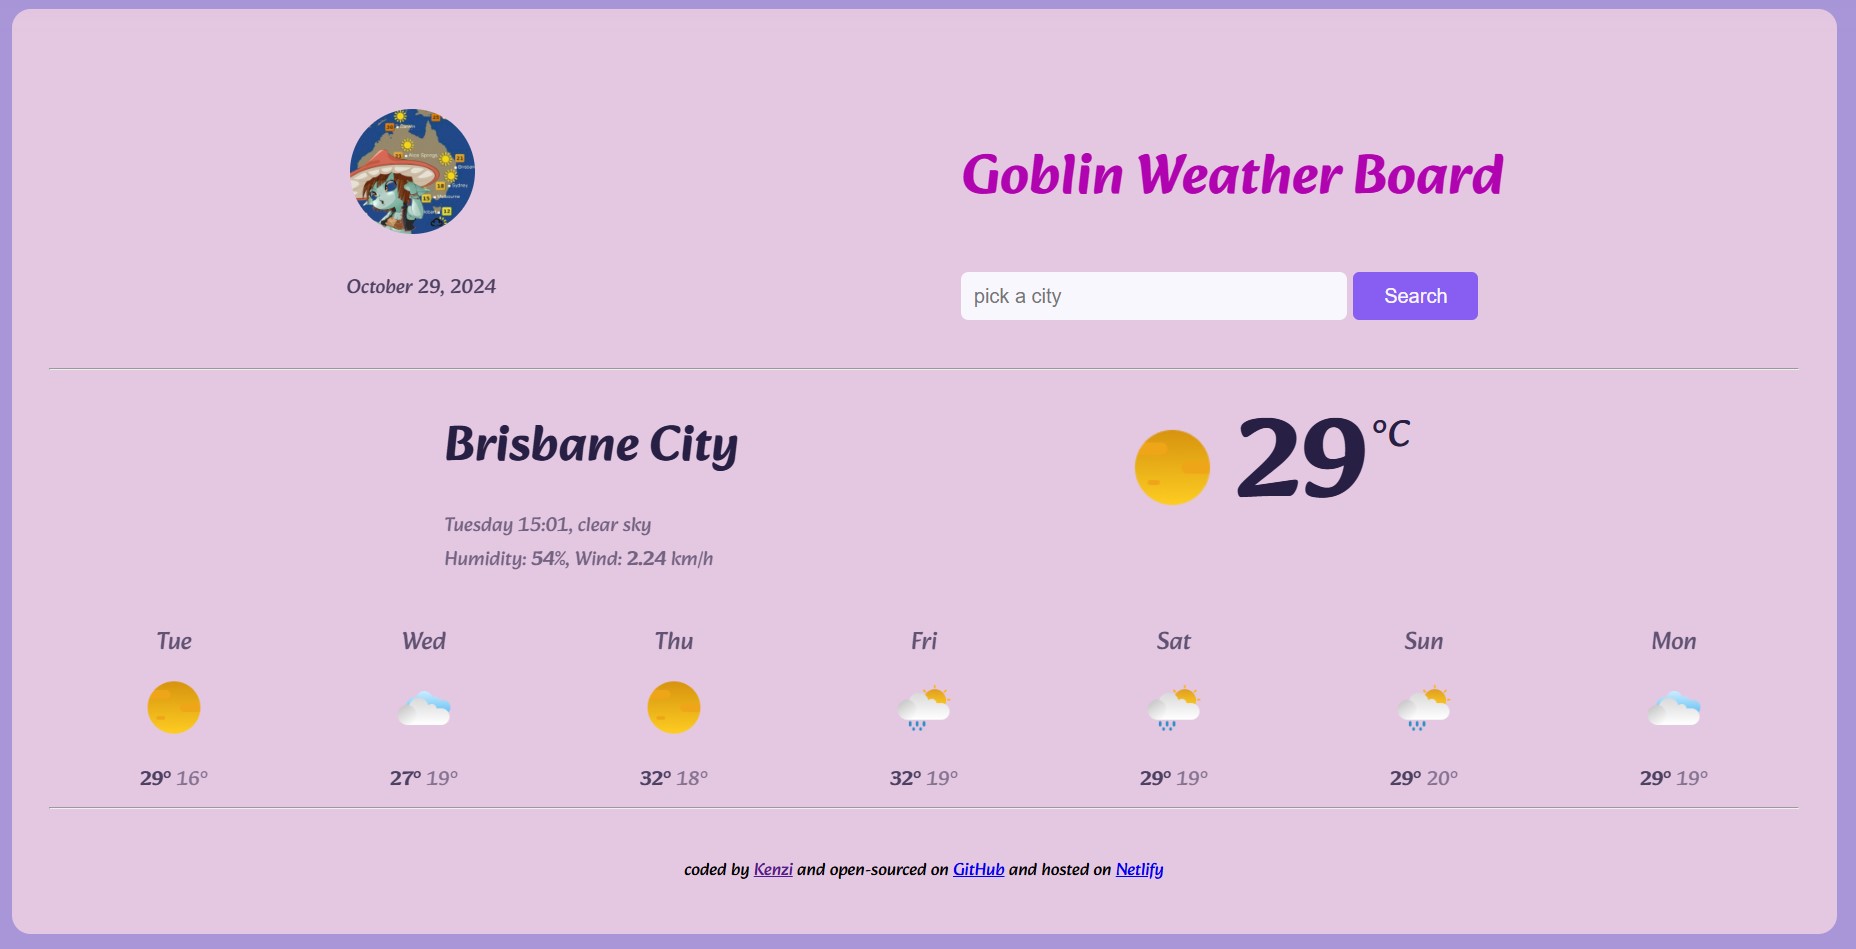 Goblin Weather Board
October 29, 2024
pick a city
Search
Brisbane City
29 °C
Tuesday 15:01, clear sky
Humidity: 54%, Wind: 2.24 km/h
Tue
Wed
Thu
Fri
Sat
Sun
Mon
29° 16°
27° 19°
32° 18°
32° 19°
29° 19°
29° 20°
29° 19°
coded by Kenzi and open-sourced on GitHub and hosted on Netlify